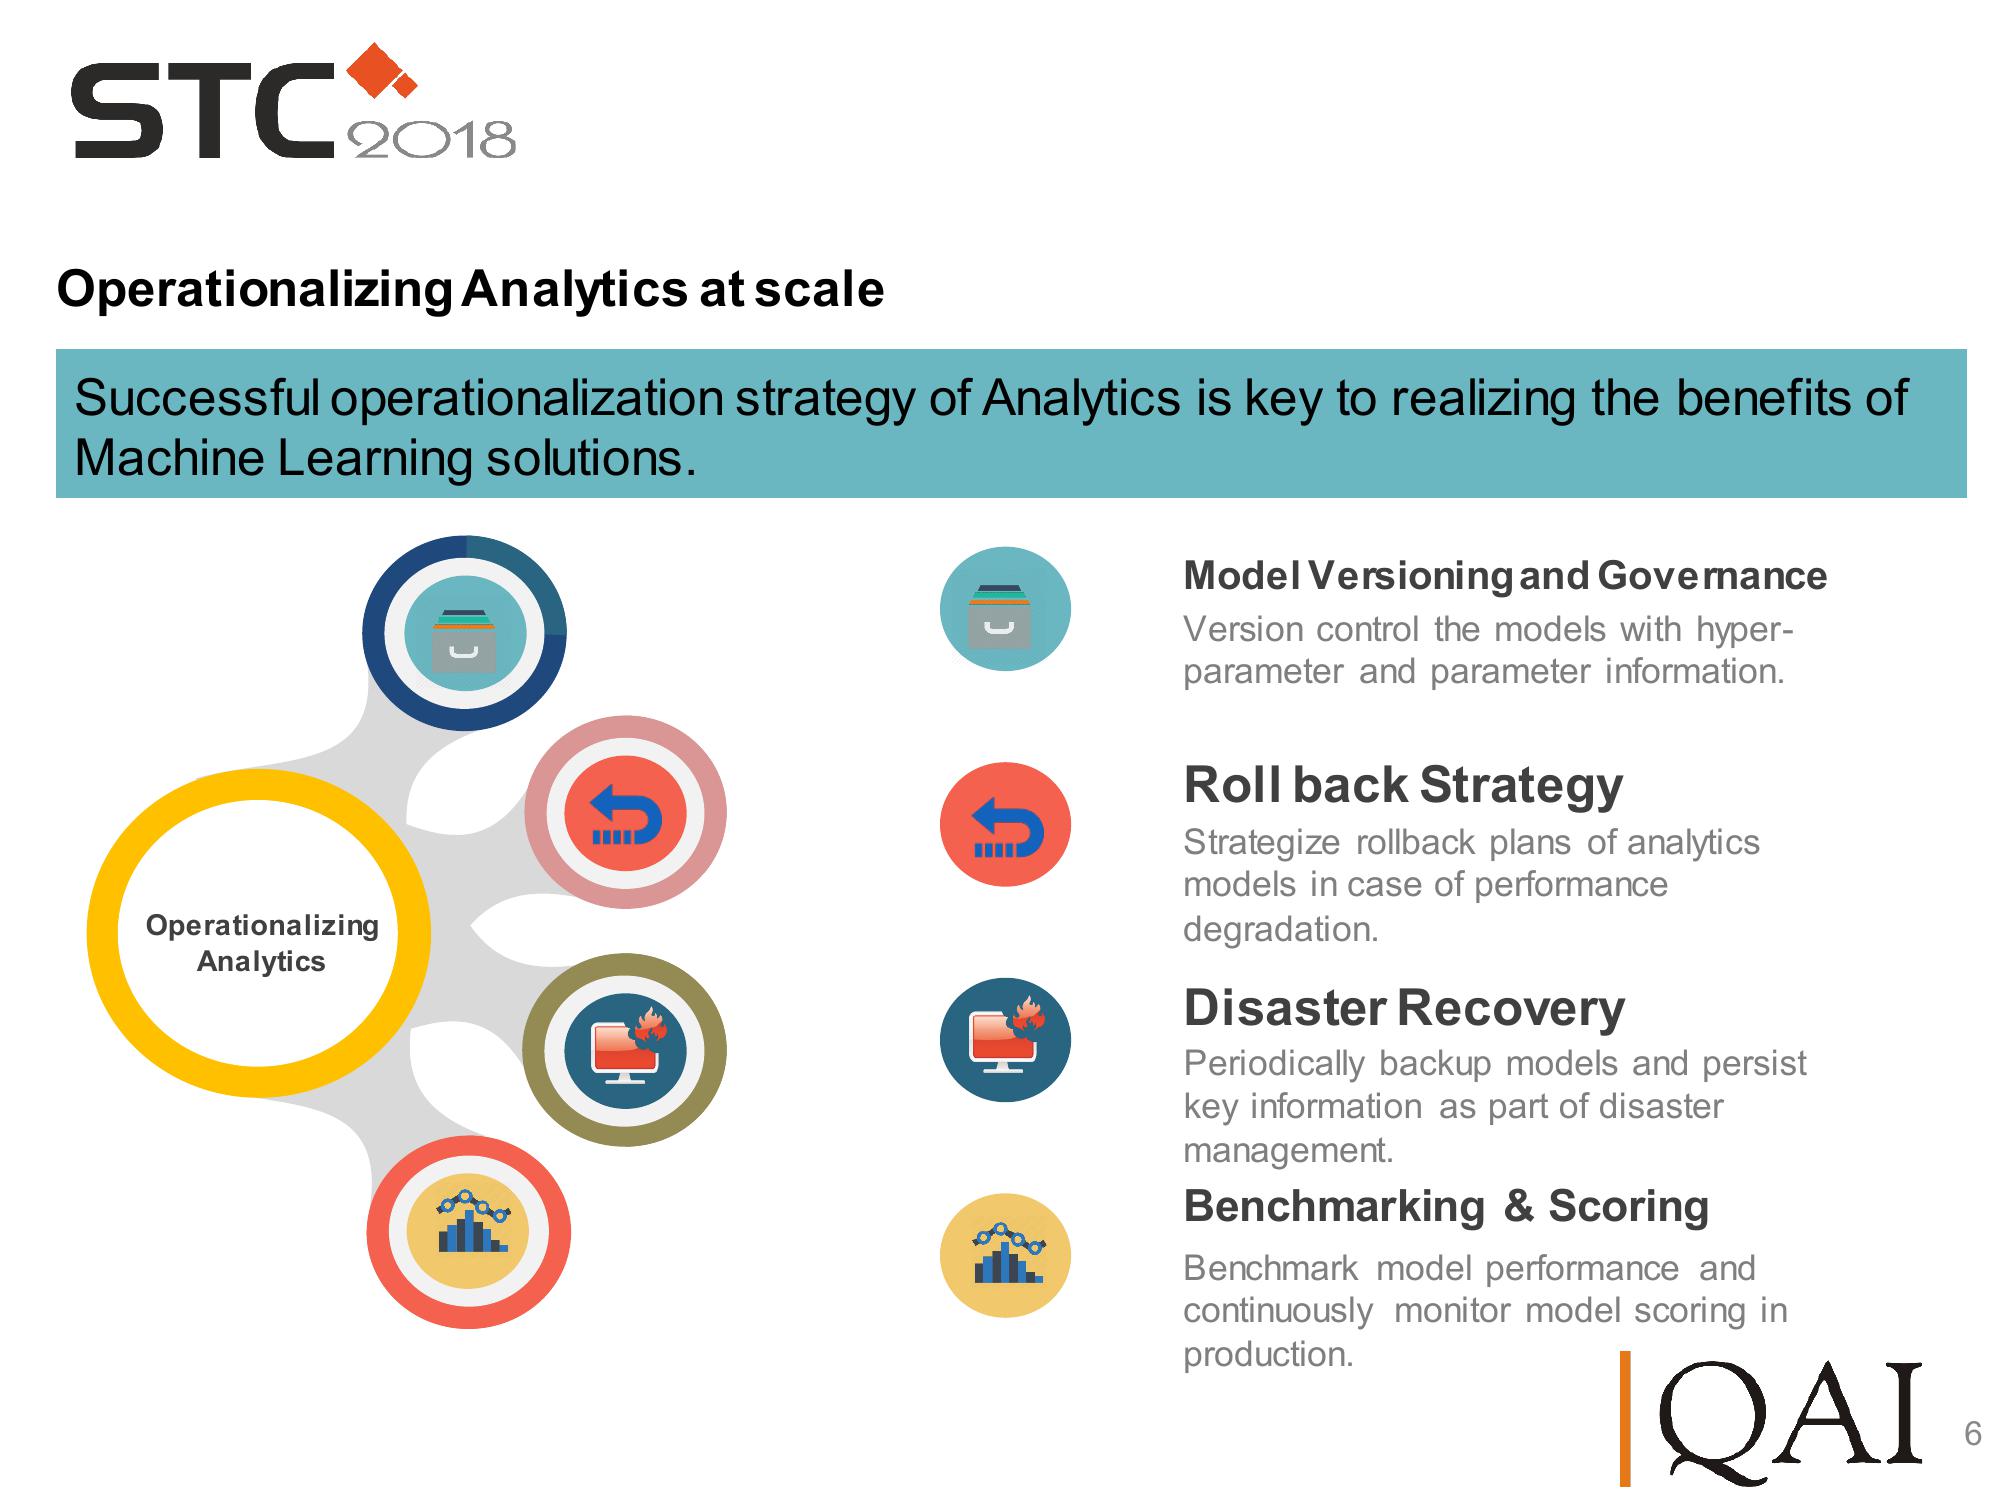 STC 2018
Operationalizing Analytics at scale
Successful operationalization strategy of Analytics is key to realizing the benefits of
Machine Learning solutions.
Operationalizing
Analytics
Model Versioning and Governance
Version control the models with hyper-
parameter and parameter information.
Roll back Strategy
Strategize rollback plans of analytics
models in case of performance
degradation.
Disaster Recovery
Periodically backup models and persist
key information as part of disaster
management.
Benchmarking & Scoring
Benchmark model performance and
continuously monitor model scoring in
production.
QAI
6